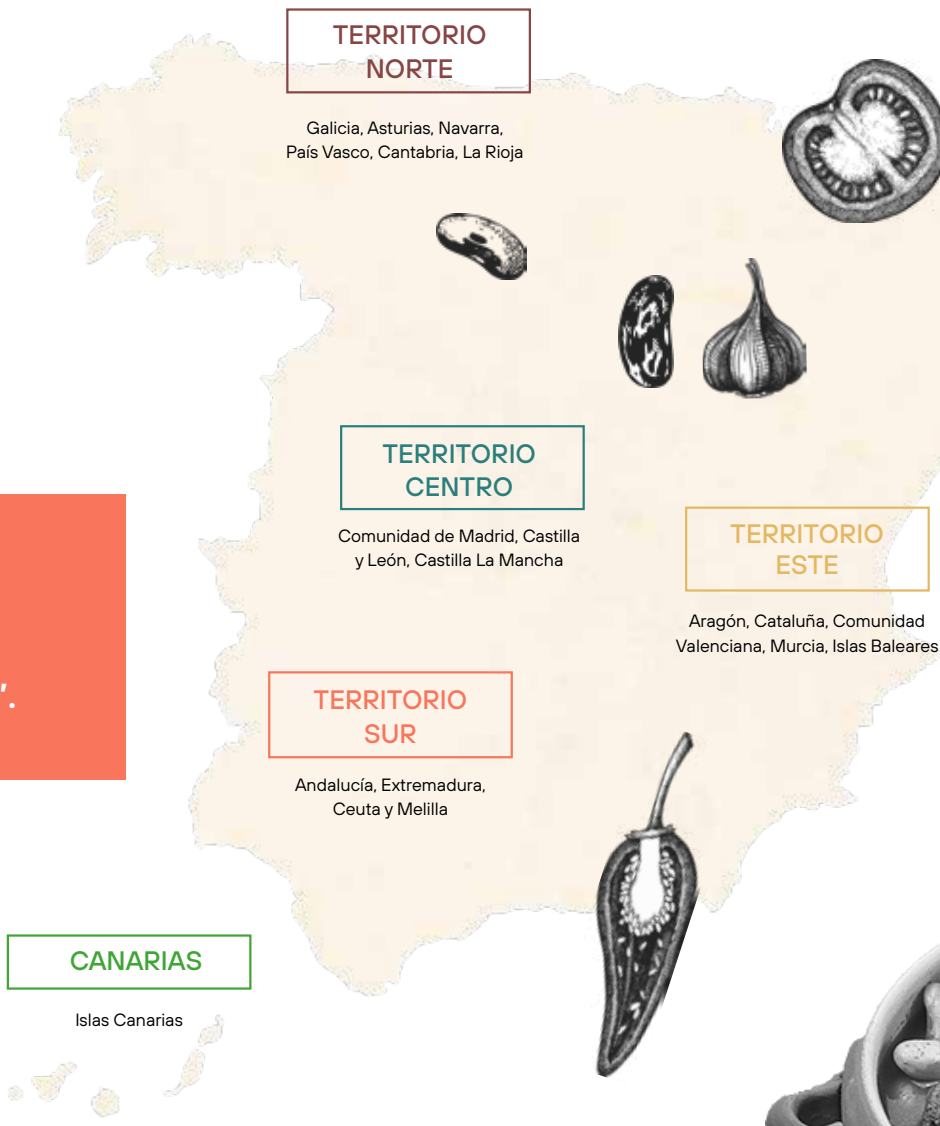 TERRITORIO
NORTE
Galicia, Asturias, Navarra,
País Vasco, Cantabria, La Rioja
TERRITORIO
CENTRO
Comunidad de Madrid, Castilla
y León, Castilla La Mancha
TERRITORIO
ESTE
Aragón, Cataluña, Comunidad
Valenciana, Murcia, Islas Baleares
TERRITORIO
SUR
Andalucía, Extremadura,
Ceuta y Melilla
CANARIAS
Islas Canarias